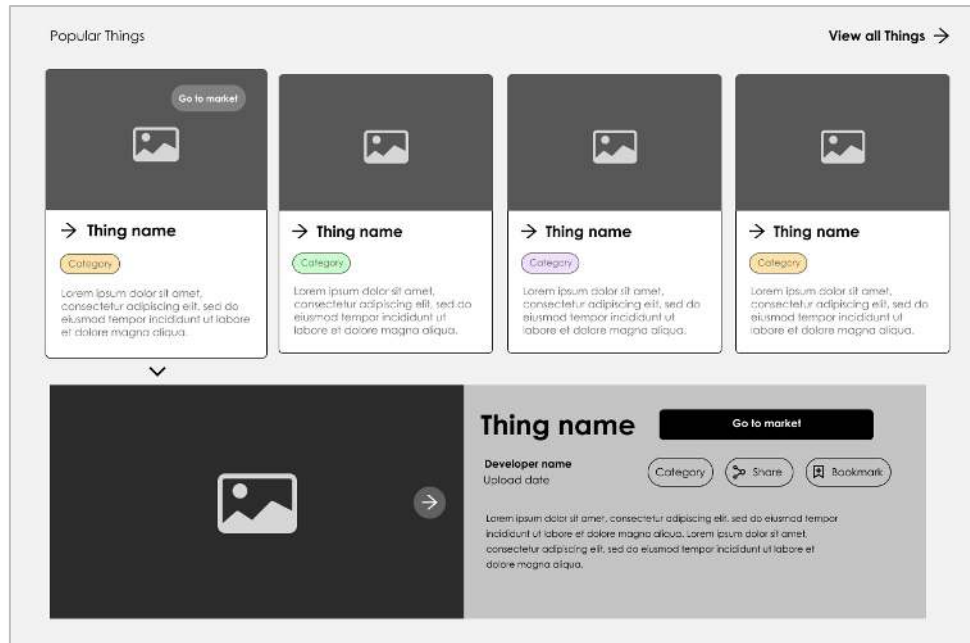 Popular Things
View all Things
Go to market
Thing name
Category
Lorem ipsum dolor sit amet,
consectetur adipiscing elit, sed do
eiusmod tempor incididunt ut labore
et dolore magna aliqua.
Thing name
Category
Lorem ipsum dolor sit amet,
consectetur adipiscing elit, sed do
eiusmod tempor incididunt ut
labore et dolore magna aliqua.
Thing name
Category
Lorem ipsum dolor sit amet,
consectetur adipiscing elit, sed do
eiusmod tempor incididunt ut
labore et dolore magna aliqua.
Thing name
Category
Lorem ipsum dolor sit amet,
consectetur adipiscing elit, sed do
eiusmod tempor incididunt ut
labore et dolore magna aliqua.
Thing name
Go to market
Developer name
Upload date
Category
Share
Bookmark
Lorem ipsum dolor sit amet, consectetur adipiscing elit, sed do eiusmod tempor
incididunt ut labore et dolore magna aliqua. Lorem ipsum dolor sit amet,
consectetur adipiscing elit, sed do eiusmod tempor incididunt ut labore et
dolore magna aliqua.